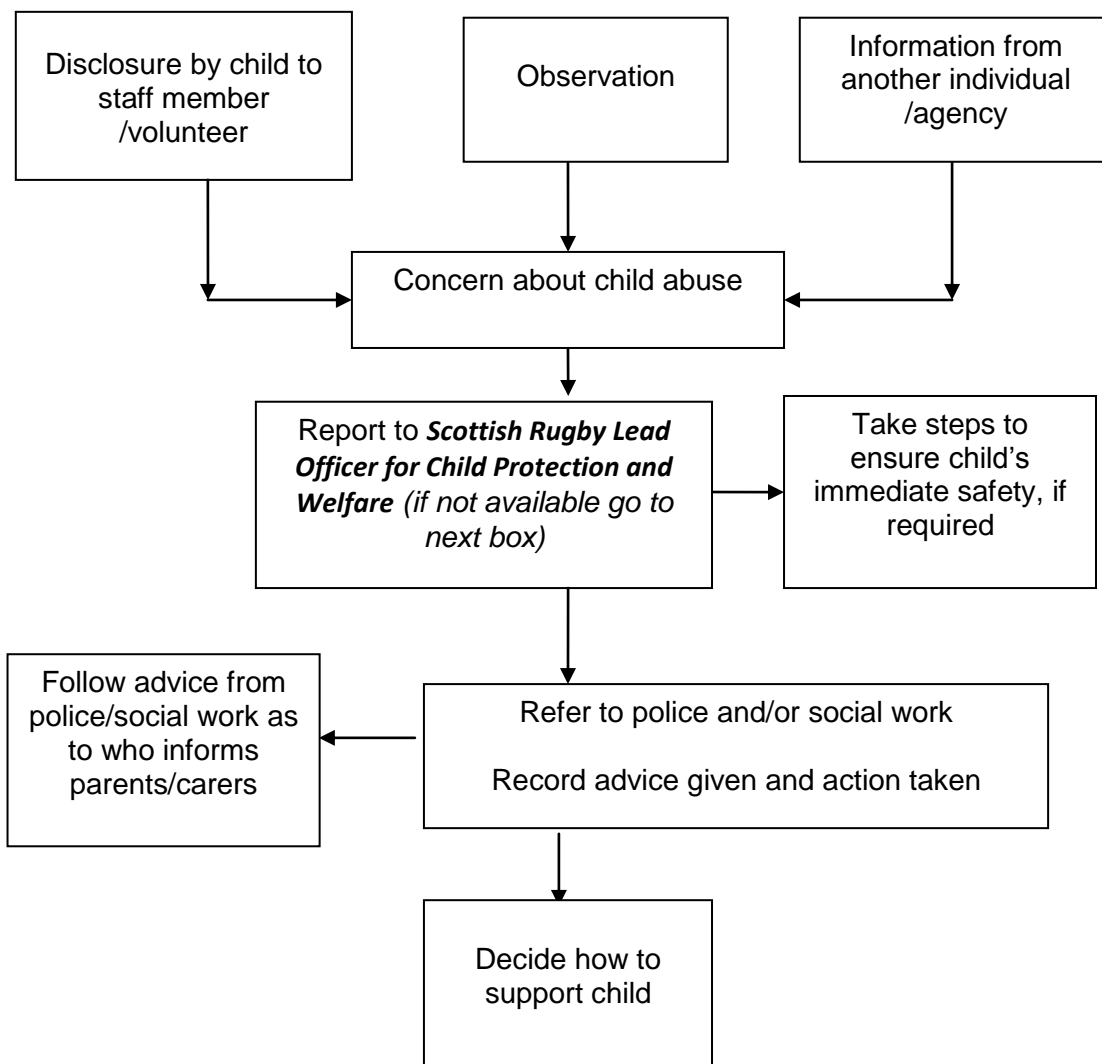 Disclosure by child to
staff member
/volunteer
Observation
Information from
another individual
/agency
Concern about child abuse
Report to Scottish Rugby Lead
Officer for Child Protection and
Welfare (if not available go to
next box)
Take steps to
ensure child's
immediate safety, if
required
Follow advice from
police/social work as
to who informs
parents/carers
Refer to police and/or social work
Record advice given and action taken
Decide how to
support child